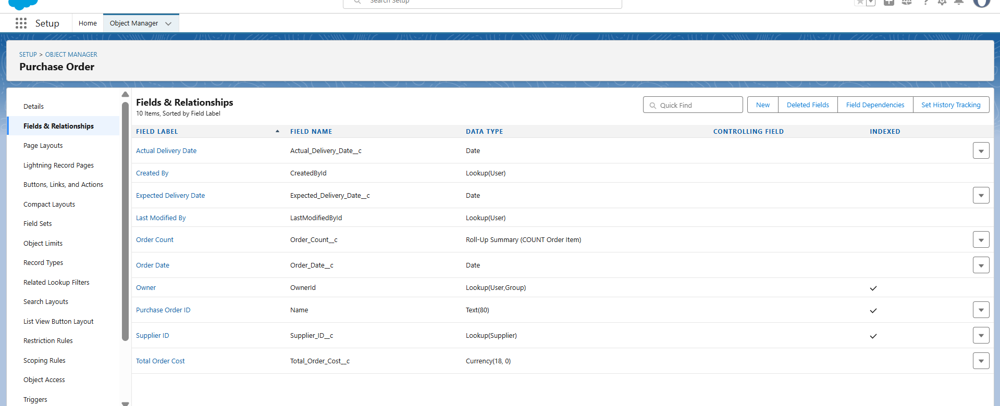 Search Setup
Setup
Home
Object Manager
SETUP > OBJECT MANAGER
Purchase Order
Details
Fields & Relationships
Page Layouts
Lightning Record Pages
Buttons, Links, and Actions
Compact Layouts
Field Sets
Object Limits
Record Types
Related Lookup Filters
Search Layouts
List View Button Layout
Restriction Rules
Scoping Rules
Object Access
Triggers
Fields & Relationships
10 Items, Sorted by Field Label
Quick Find
New
Deleted Fields
Field Dependencies
Set History Tracking
FIELD LABEL FIELD NAME DATA TYPE CONTROLLING FIELD INDEXED
Actual Delivery Date Actual_Delivery_Date__c Date
Created By CreatedById Lookup(User)
Expected Delivery Date Expected_Delivery_Date__c Date
Last Modified By LastModifiedById Lookup(User)
Order Count Order_Count__c Roll-Up Summary (COUNT Order Item)
Order Date Order_Date__c Date
Owner OwnerId Lookup(User,Group)
Purchase Order ID Name Text(80)
Supplier ID Supplier_ID__c Lookup(Supplier)
Total Order Cost Total_Order_Cost__c Currency(18, 0)